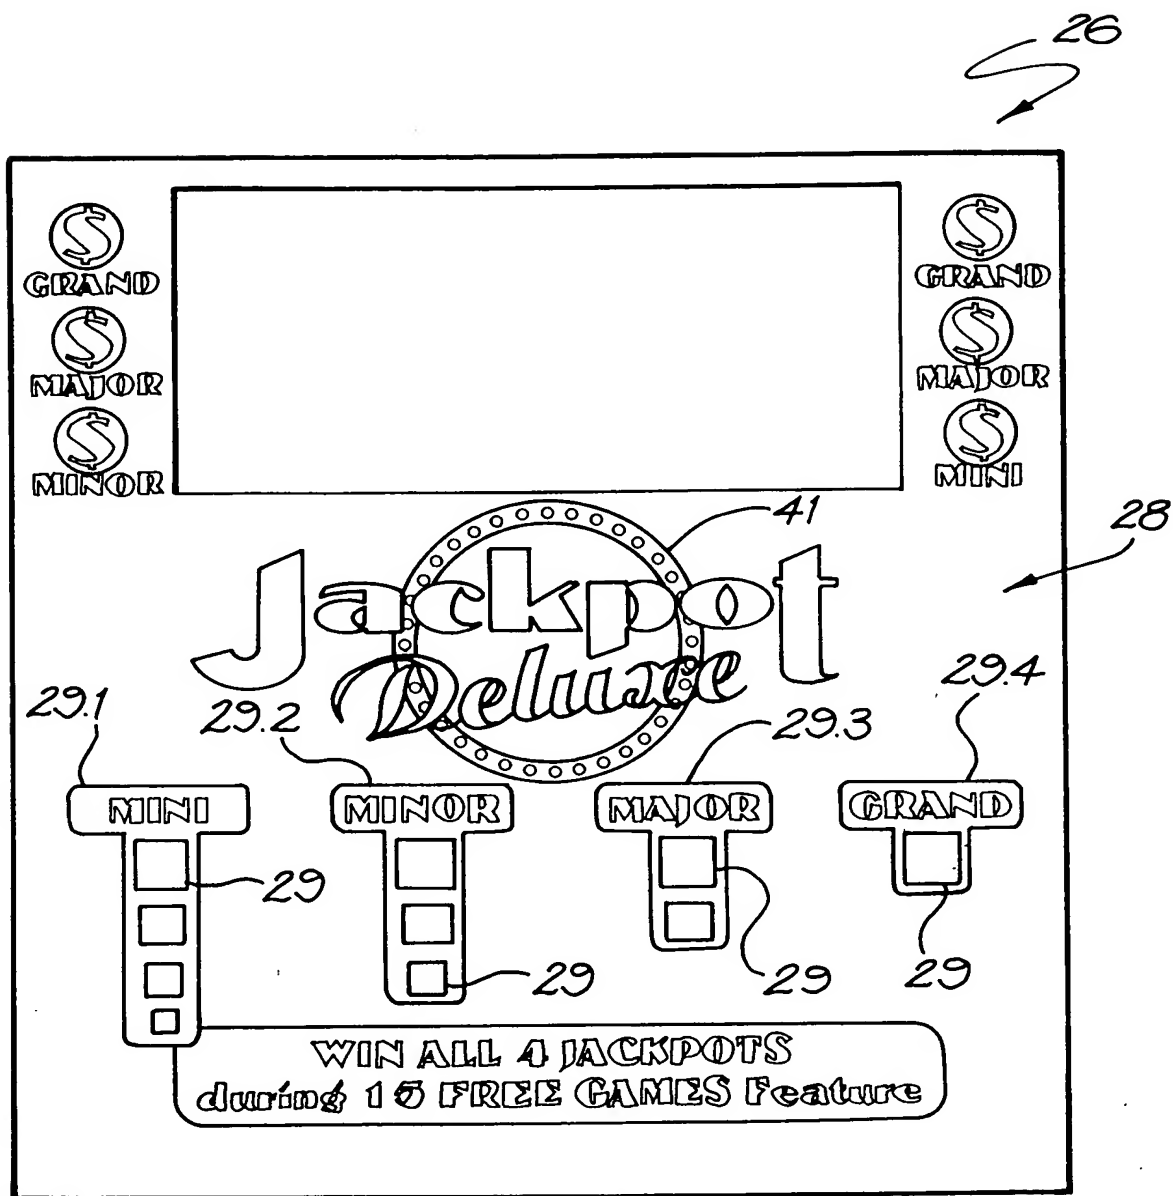 26
$
GRAND
$
MAJOR
$
MINOR
$
GRAND
$
MAJOR
$
MINI
41
28
Jackpot
Deluxe
29.1
29.2
29.3
29.4
MINI
MINOR
MAJOR
GRAND
29
29
29
29
WIN ALL 4 JACKPOTS
during 15 FREE GAMES Feature